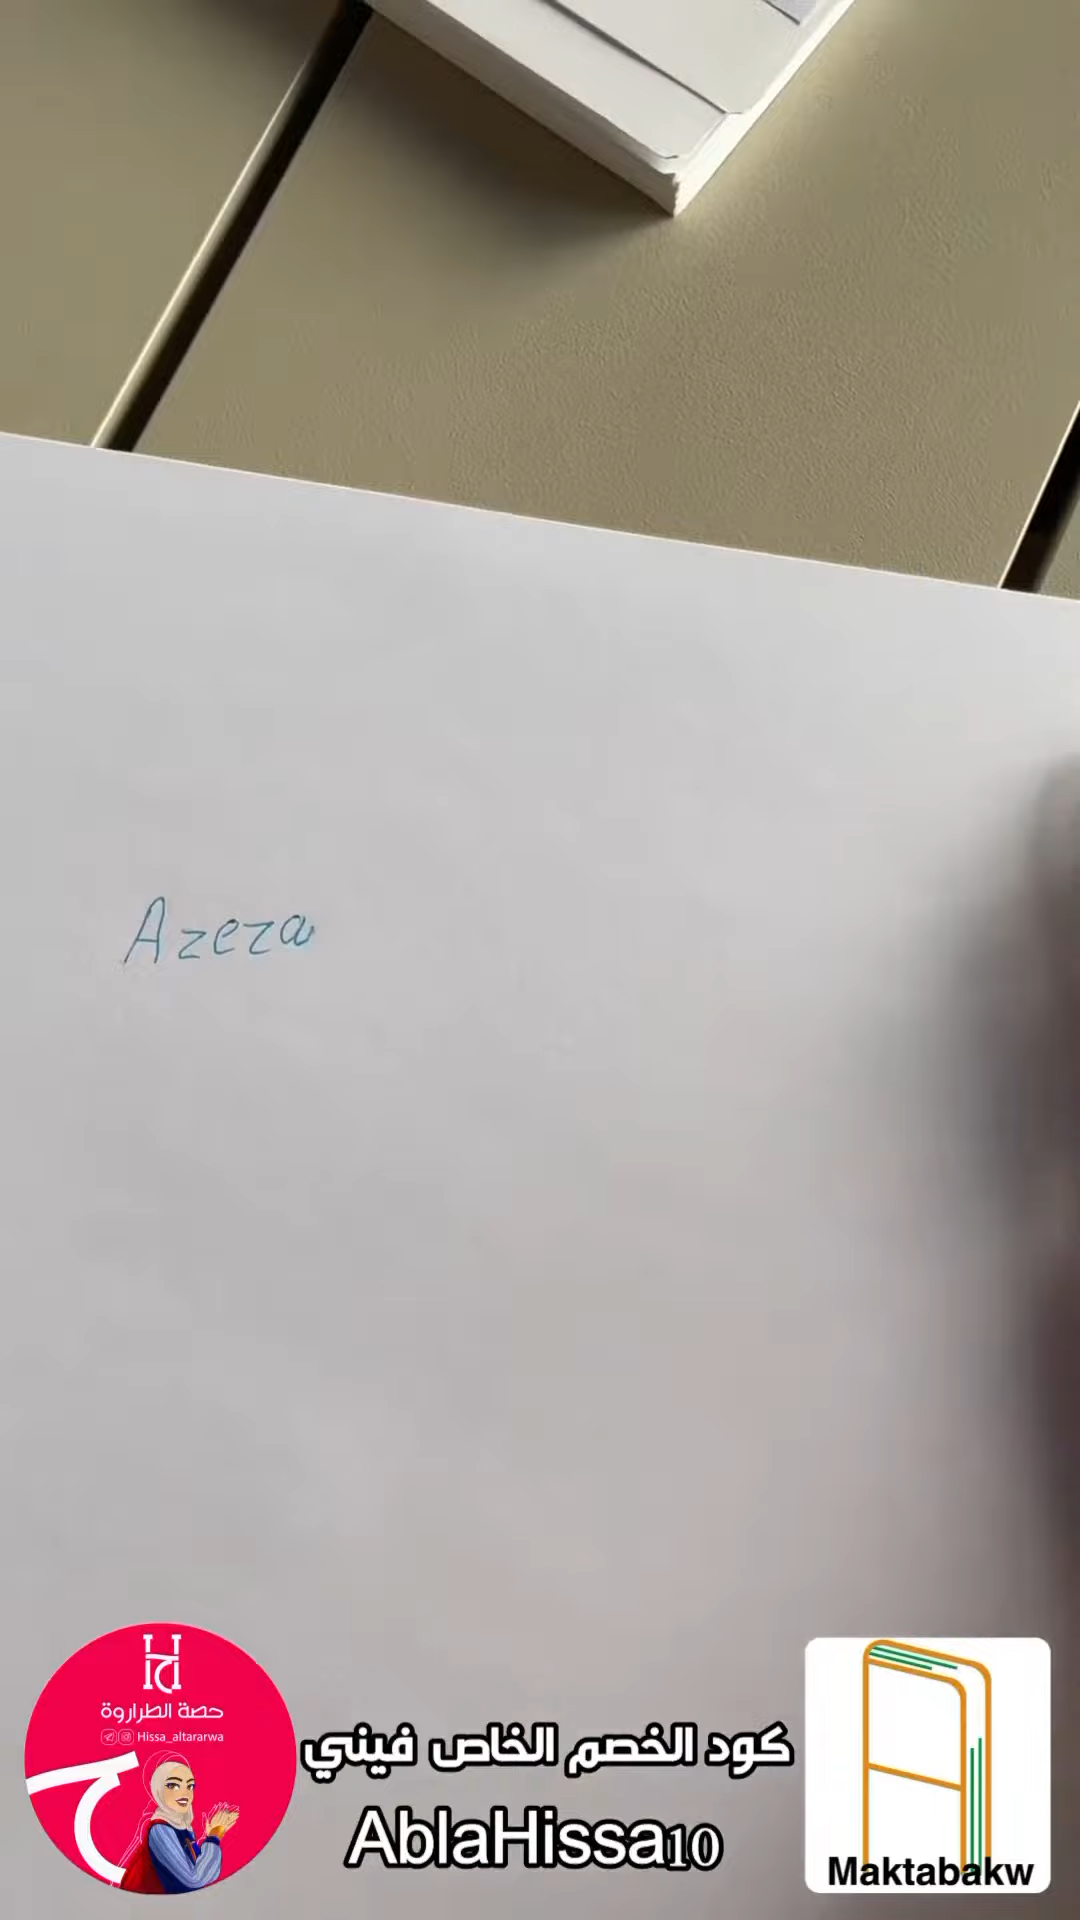 Azeza
حصة الطراروة
Hissa_altararwa
ح
كود الخصم الخاص فيني
AblaHissa10
Maktabakw